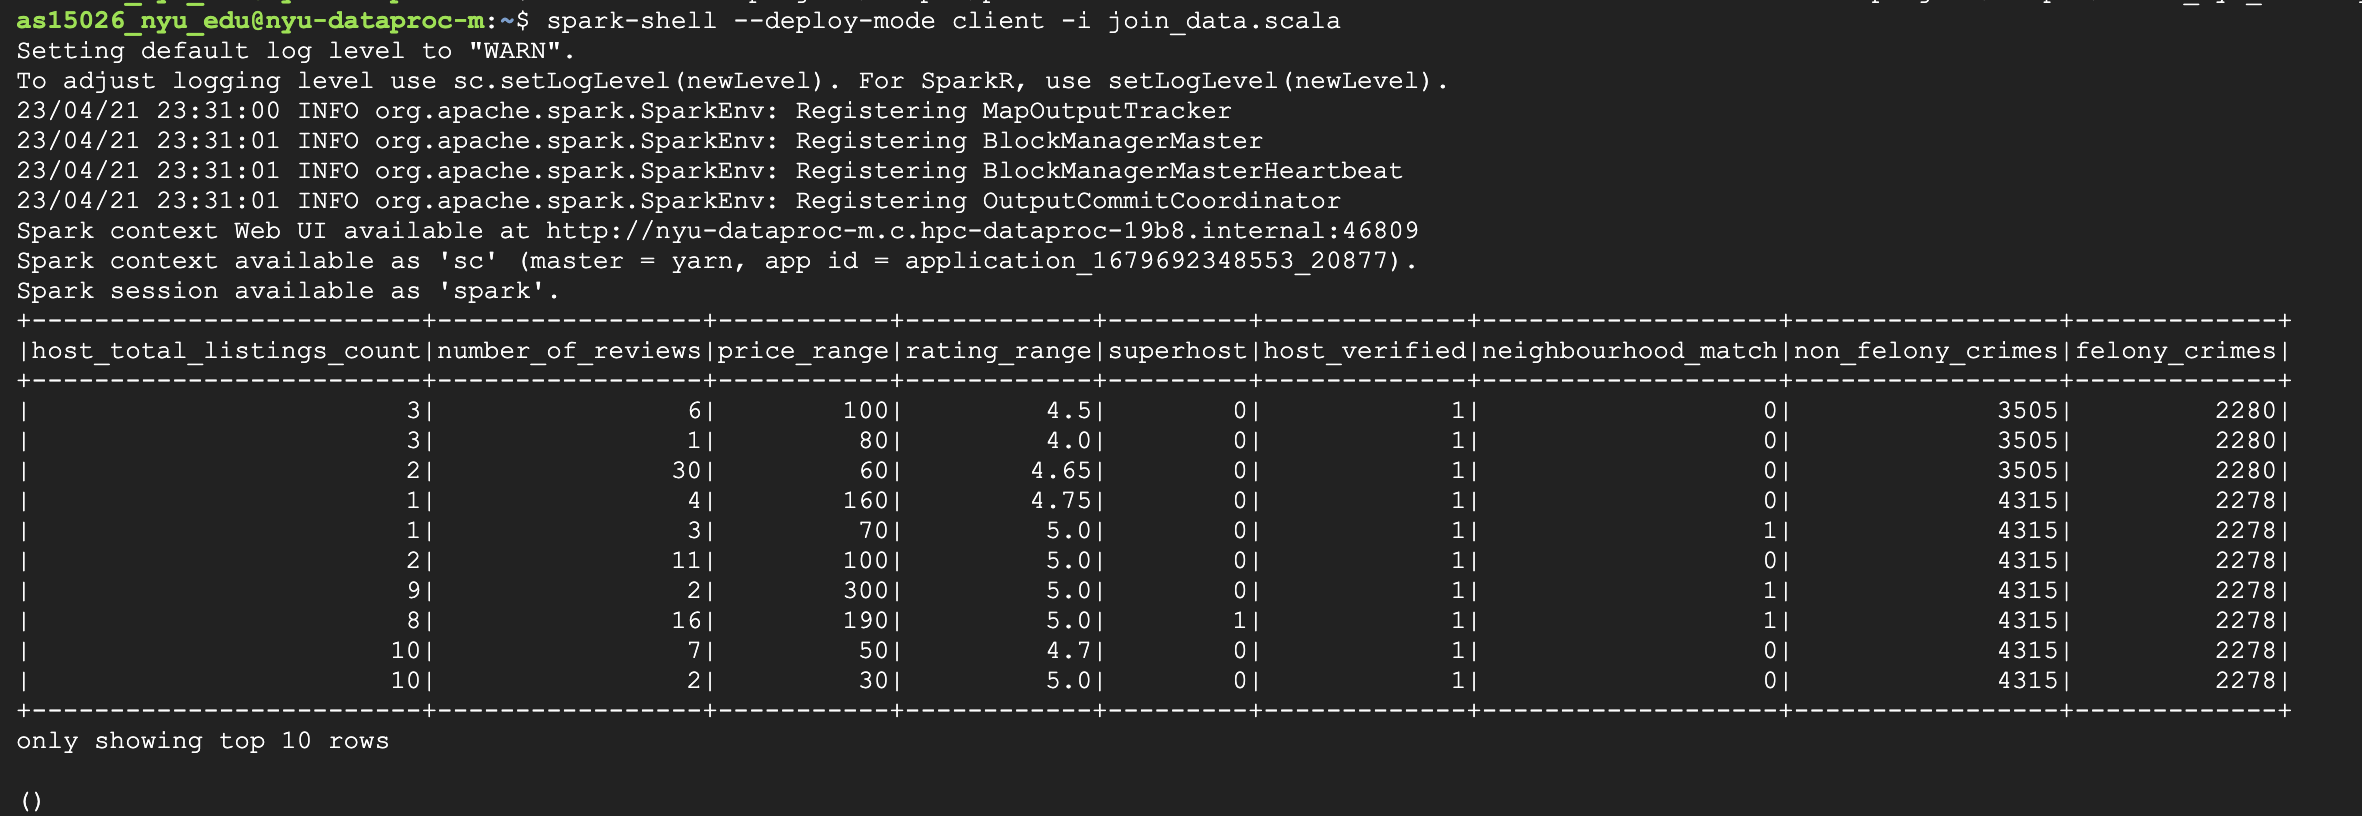 as15026_nyu_edu@nyu-dataproc-m:~$ spark-shell --deploy-mode client -i join_data.scala
Setting default log level to "WARN".
To adjust logging level use sc.setLogLevel(newLevel). For SparkR, use setLogLevel(newLevel).
23/04/21 23:31:00 INFO org.apache.spark.SparkEnv: Registering MapOutputTracker
23/04/21 23:31:01 INFO org.apache.spark.SparkEnv: Registering BlockManagerMaster
23/04/21 23:31:01 INFO org.apache.spark.SparkEnv: Registering BlockManagerMasterHeartbeat
23/04/21 23:31:01 INFO org.apache.spark.SparkEnv: Registering OutputCommitCoordinator
Spark context Web UI available at http://nyu-dataproc-m.c.hpc-dataproc-19b8.internal:46809
Spark context available as 'sc' (master = yarn, app id = application_1679692348553_20877).
Spark session available as 'spark'.
+-------------------------+-----------------+-----------+------------+---------+-------------+-------------------+-----------------+-------------+
|host_total_listings_count|number_of_reviews|price_range|rating_range|superhost|host_verified|neighbourhood_match|non_felony_crimes|felony_crimes|
+-------------------------+-----------------+-----------+------------+---------+-------------+-------------------+-----------------+-------------+
|                        3|                6|        100|         4.5|        0|            1|                  0|             3505|         2280|
|                        3|                1|         80|         4.0|        0|            1|                  0|             3505|         2280|
|                        2|               30|         60|        4.65|        0|            1|                  0|             3505|         2280|
|                        1|                4|        160|        4.75|        0|            1|                  0|             4315|         2278|
|                        1|                3|         70|         5.0|        0|            1|                  1|             4315|         2278|
|                        2|               11|        100|         5.0|        0|            1|                  0|             4315|         2278|
|                        9|                2|        300|         5.0|        0|            1|                  1|             4315|         2278|
|                        8|               16|        190|         5.0|        1|            1|                  1|             4315|         2278|
|                       10|                7|         50|         4.7|        0|            1|                  0|             4315|         2278|
|                       10|                2|         30|         5.0|        0|            1|                  0|             4315|         2278|
+-------------------------+-----------------+-----------+------------+---------+-------------+-------------------+-----------------+-------------+
only showing top 10 rows
()